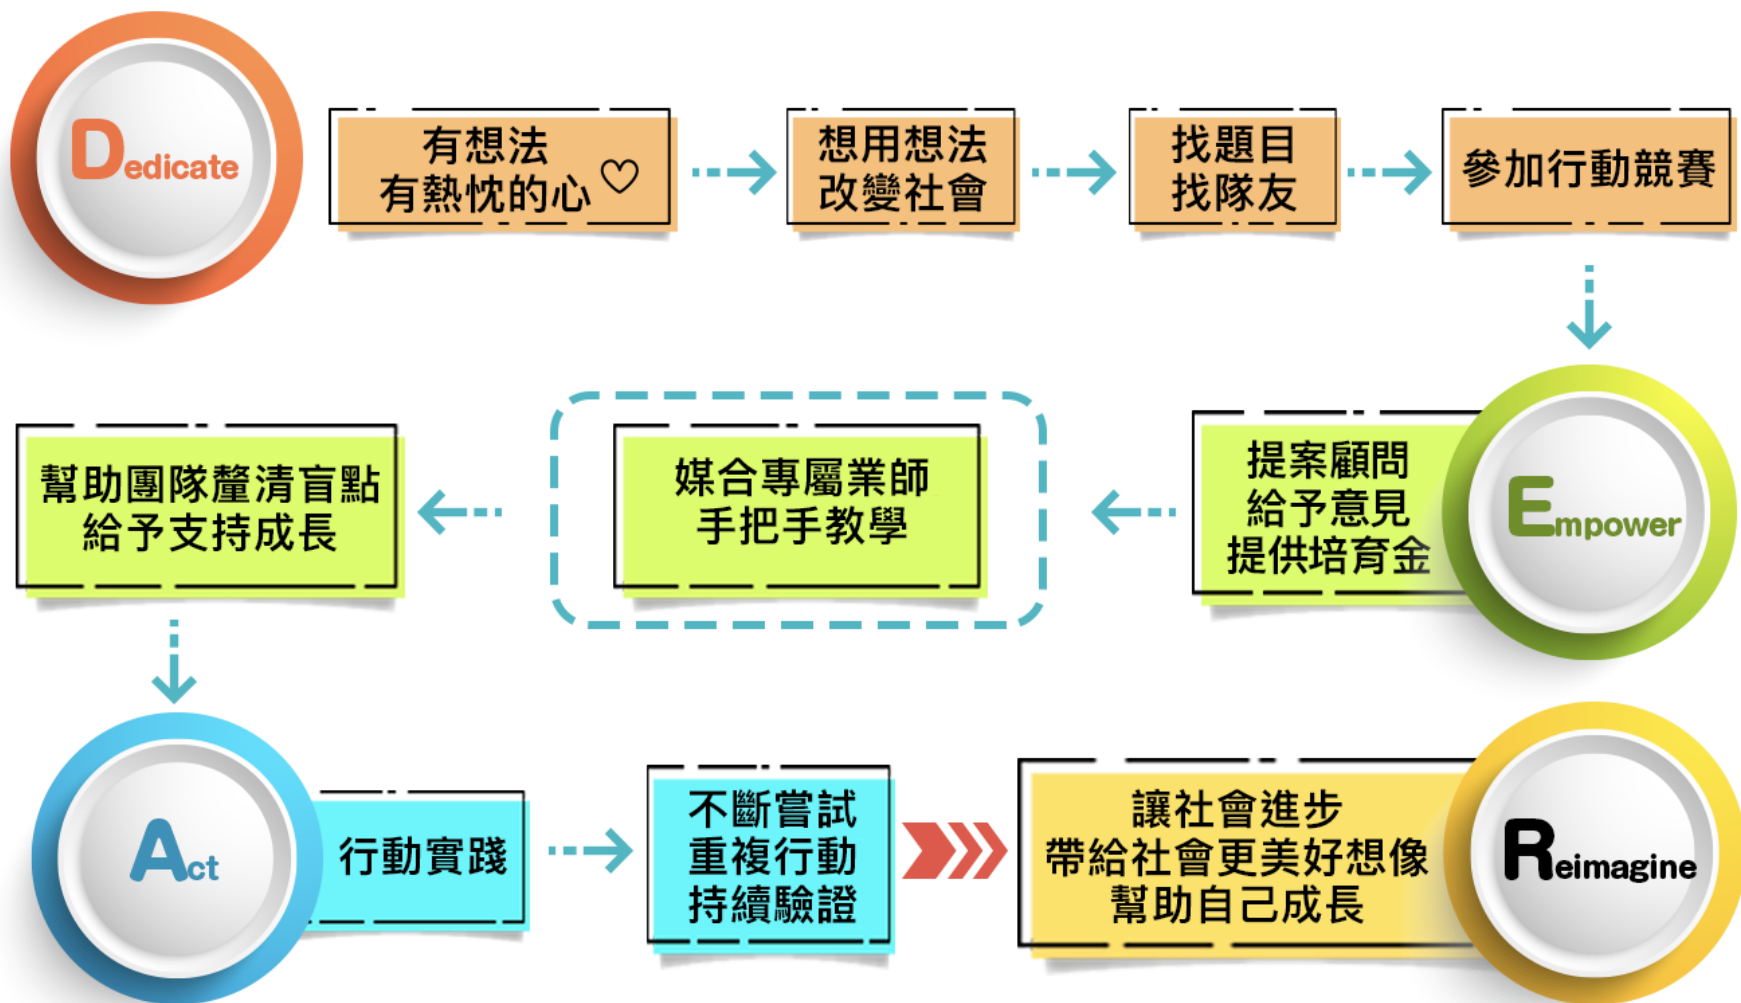 Dedicate
有想法
有熱忱的心
想用想法
改變社會
找題目
找隊友
參加行動競賽
Empower
提案顧問
給予意見
提供培育金
媒合專屬業師
手把手教學
幫助團隊釐清盲點
給予支持成長
Act
行動實踐
不斷嘗試
重複行動
持續驗證
讓社會進步
帶給社會更美好想像
幫助自己成長
Reimagine